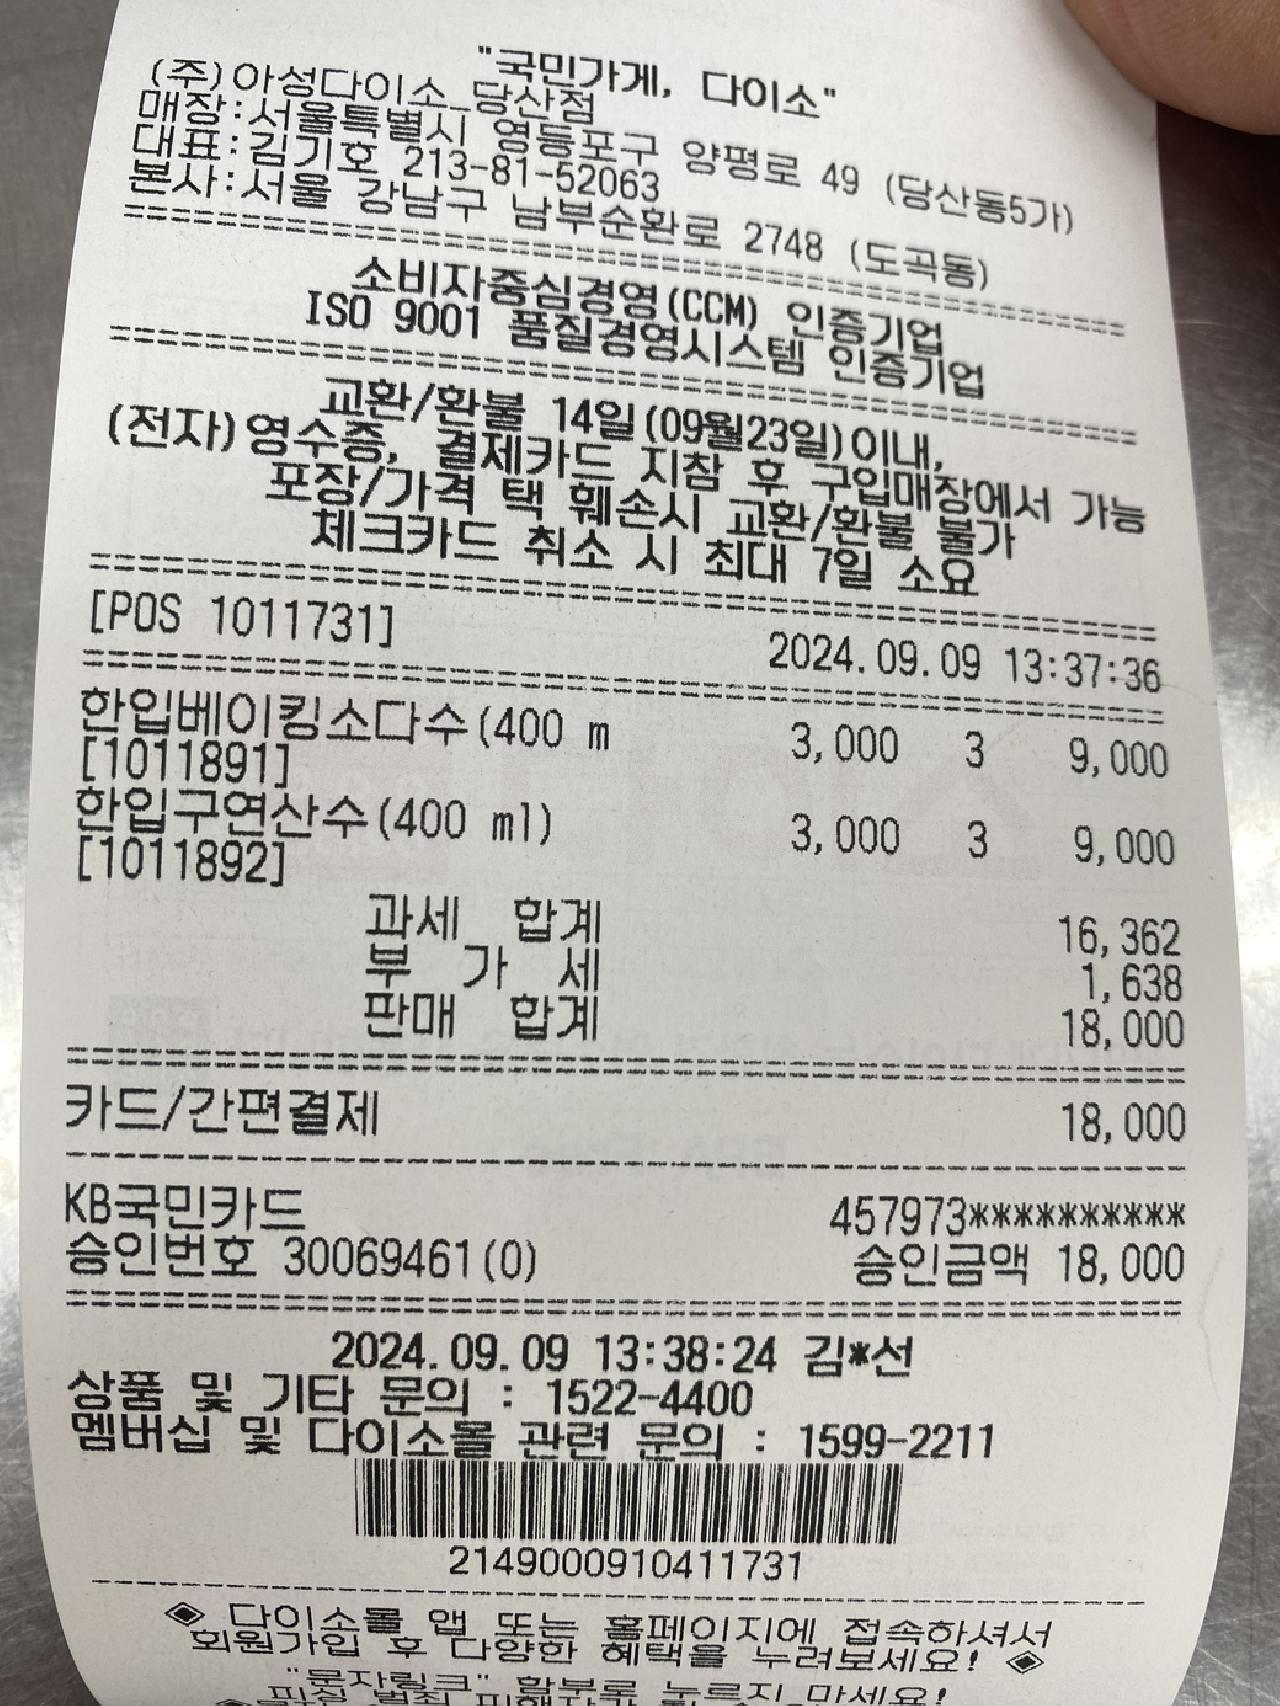 "국민가게, 다이소"
(주)아성다이소_당산점
매장:서울특별시 영등포구 양평로 49 (당산동5가)
대표:김기호 213-81-52063
본사:서울 강남구 남부순환로 2748 (도곡동)
소비자중심경영(CCM) 인증기업
ISO 9001 품질경영시스템 인증기업
교환/환불 14일(09월23일)이내,
(전자)영수증, 결제카드 지참 후 구입매장에서 가능
포장/가격 택 훼손시 교환/환불 불가
체크카드 취소 시 최대 7일 소요
[POS 1011731] 2024.09.09 13:37:36
한입베이킹소다수(400 m 3,000 3 9,000
[1011891]
한입구연산수(400 ml) 3,000 3 9,000
[1011892]
과세 합계 16,362
부 가 세 1,638
판매 합계 18,000
카드/간편결제 18,000
KB국민카드 457973**********
승인번호 30069461(0) 승인금액 18,000
2024.09.09 13:38:24 김*선
상품 및 기타 문의 : 1522-4400
멤버십 및 다이소몰 관련 문의 : 1599-2211
2149000910411731
◈ 다이소몰 앱 또는 홈페이지에 접속하셔서
회원가입 후 다양한 혜택을 누려보세요! ◈
"문자링크" 함부로 누르지 마세요!